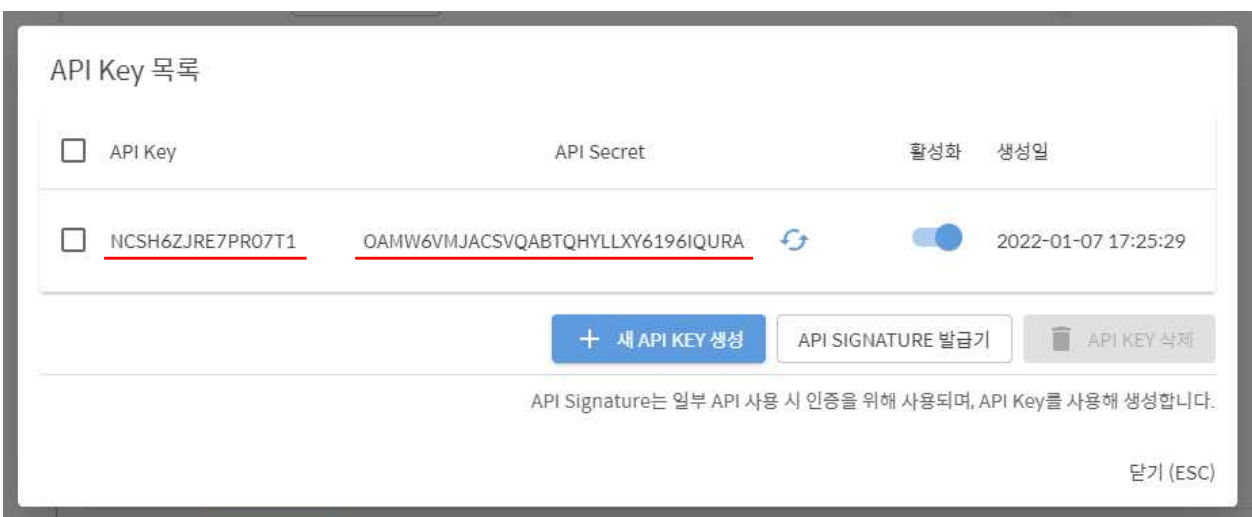 API Key 목록
API Key API Secret 활성화 생성일
NCSH6ZJRE7PR07T1 OAMW6VMJACSVQABTQHYLLXY6196IQURA 2022-01-07 17:25:29
+ 새 API KEY 생성 API SIGNATURE 발급기 API KEY 삭제
API Signature는 일부 API 사용 시 인증을 위해 사용되며, API Key를 사용해 생성합니다.
닫기 (ESC)